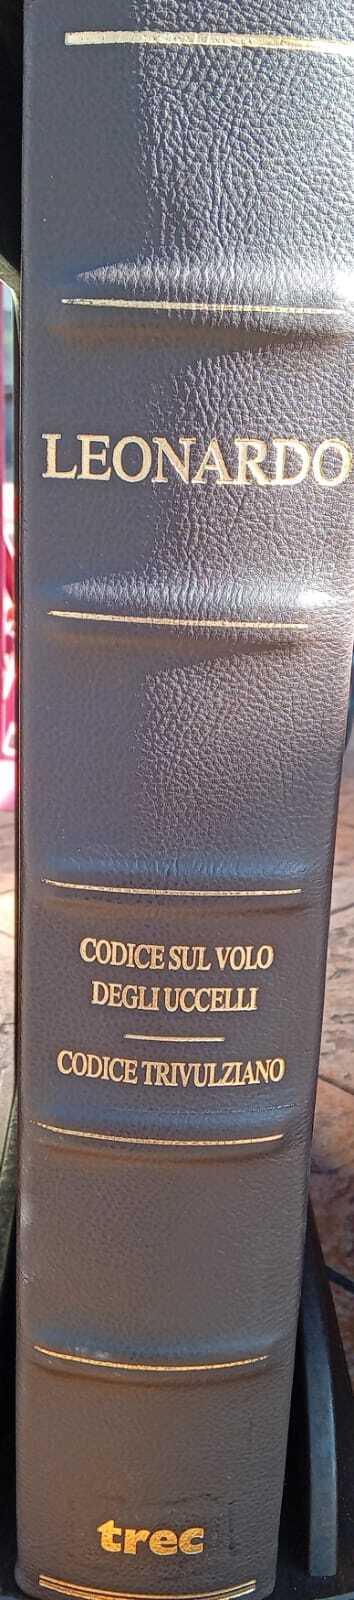 LEONARDO
CODICE SUL VOLO
DEGLI UCCELLI
CODICE TRIVULZIANO
trec